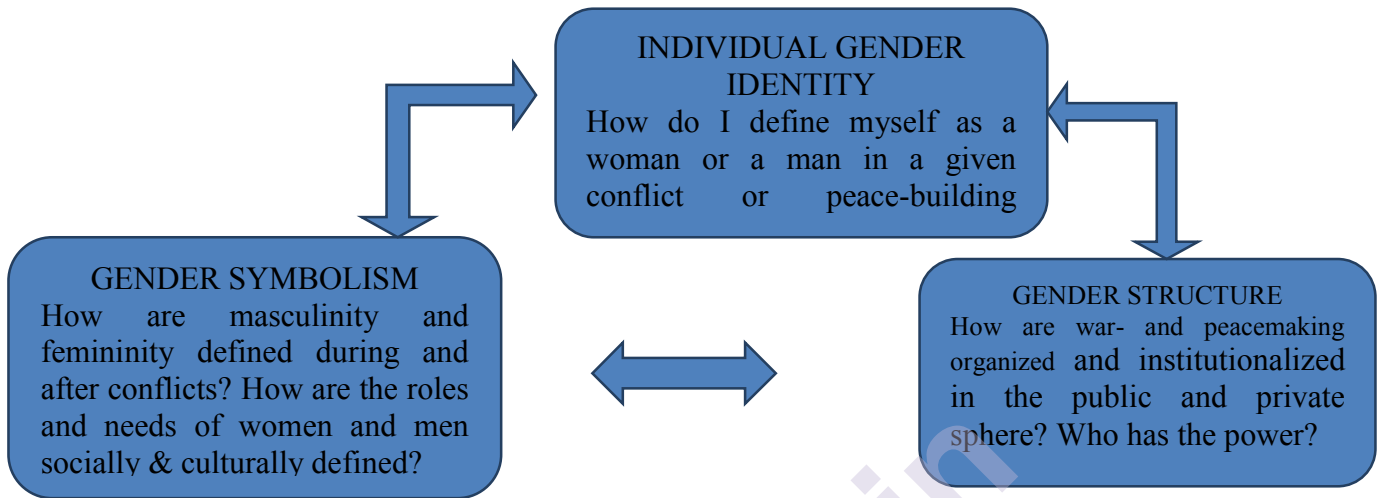 INDIVIDUAL GENDER
IDENTITY
How do I define myself as a
woman or a man in a given
conflict or peace-building
GENDER SYMBOLISM
How are masculinity and
femininity defined during and
after conflicts? How are the roles
and needs of women and men
socially & culturally defined?
GENDER STRUCTURE
How are war- and peacemaking
organized and institutionalized
in the public and private
sphere? Who has the power?
in